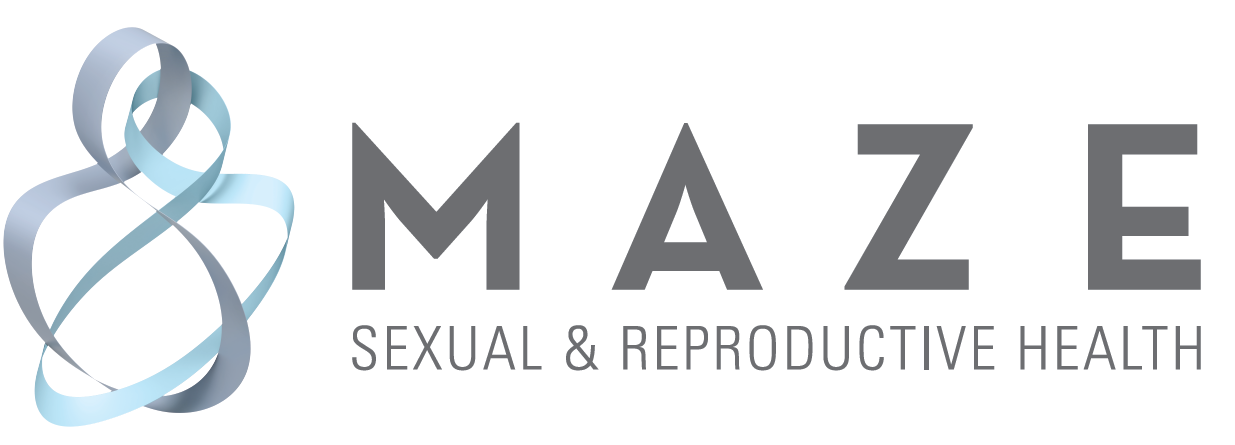 MAZE
SEXUAL & REPRODUCTIVE HEALTH